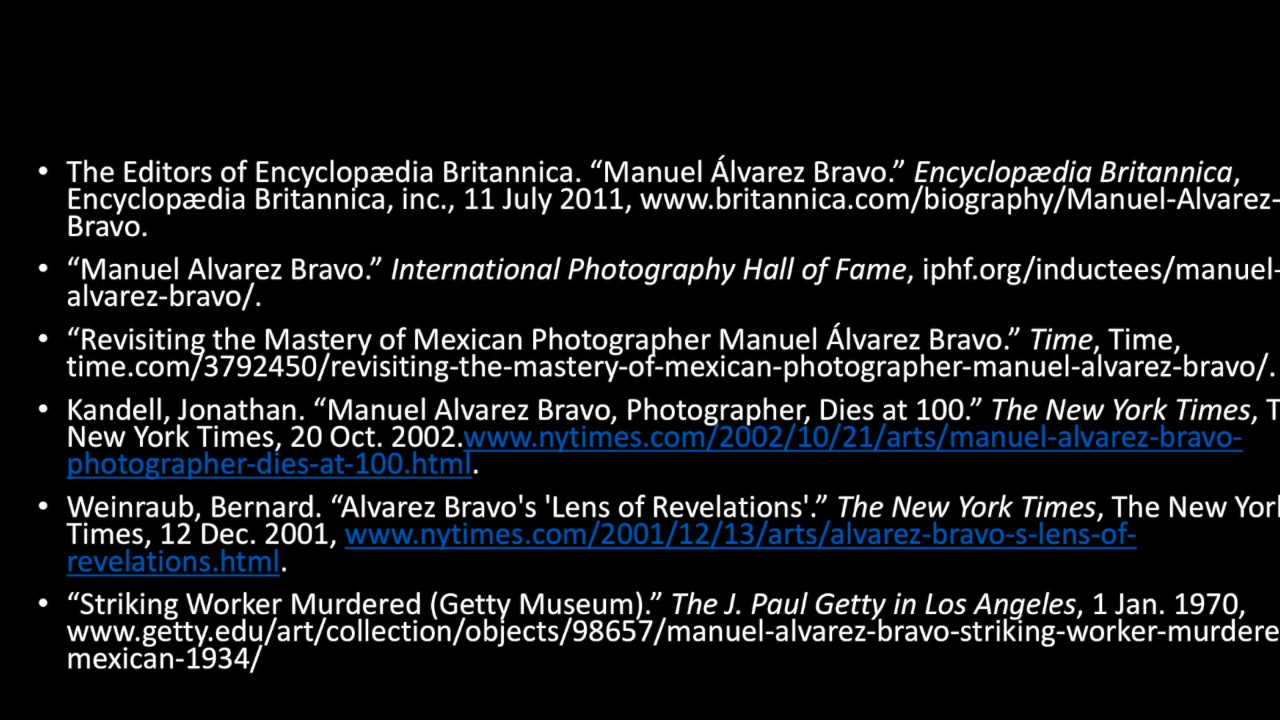 • The Editors of Encyclopædia Britannica. “Manuel Álvarez Bravo.” Encyclopædia Britannica,
Encyclopædia Britannica, inc., 11 July 2011, www.britannica.com/biography/Manuel-Alvarez-
Bravo.
• “Manuel Alvarez Bravo.” International Photography Hall of Fame, iphf.org/inductees/manuel-
alvarez-bravo/.
• “Revisiting the Mastery of Mexican Photographer Manuel Álvarez Bravo.” Time, Time,
time.com/3792450/revisiting-the-mastery-of-mexican-photographer-manuel-alvarez-bravo/.
• Kandell, Jonathan. “Manuel Alvarez Bravo, Photographer, Dies at 100.” The New York Times,
New York Times, 20 Oct. 2002.www.nytimes.com/2002/10/21/arts/manuel-alvarez-bravo-
photographer-dies-at-100.html.
• Weinraub, Bernard. “Alvarez Bravo's 'Lens of Revelations'.” The New York Times, The New
Times, 12 Dec. 2001, www.nytimes.com/2001/12/13/arts/alvarez-bravo-s-lens-of-
revelations.html.
• “Striking Worker Murdered (Getty Museum).” The J. Paul Getty in Los Angeles, 1 Jan. 1970,
www.getty.edu/art/collection/objects/98657/manuel-alvarez-bravo-striking-worker-murdere
mexican-1934/